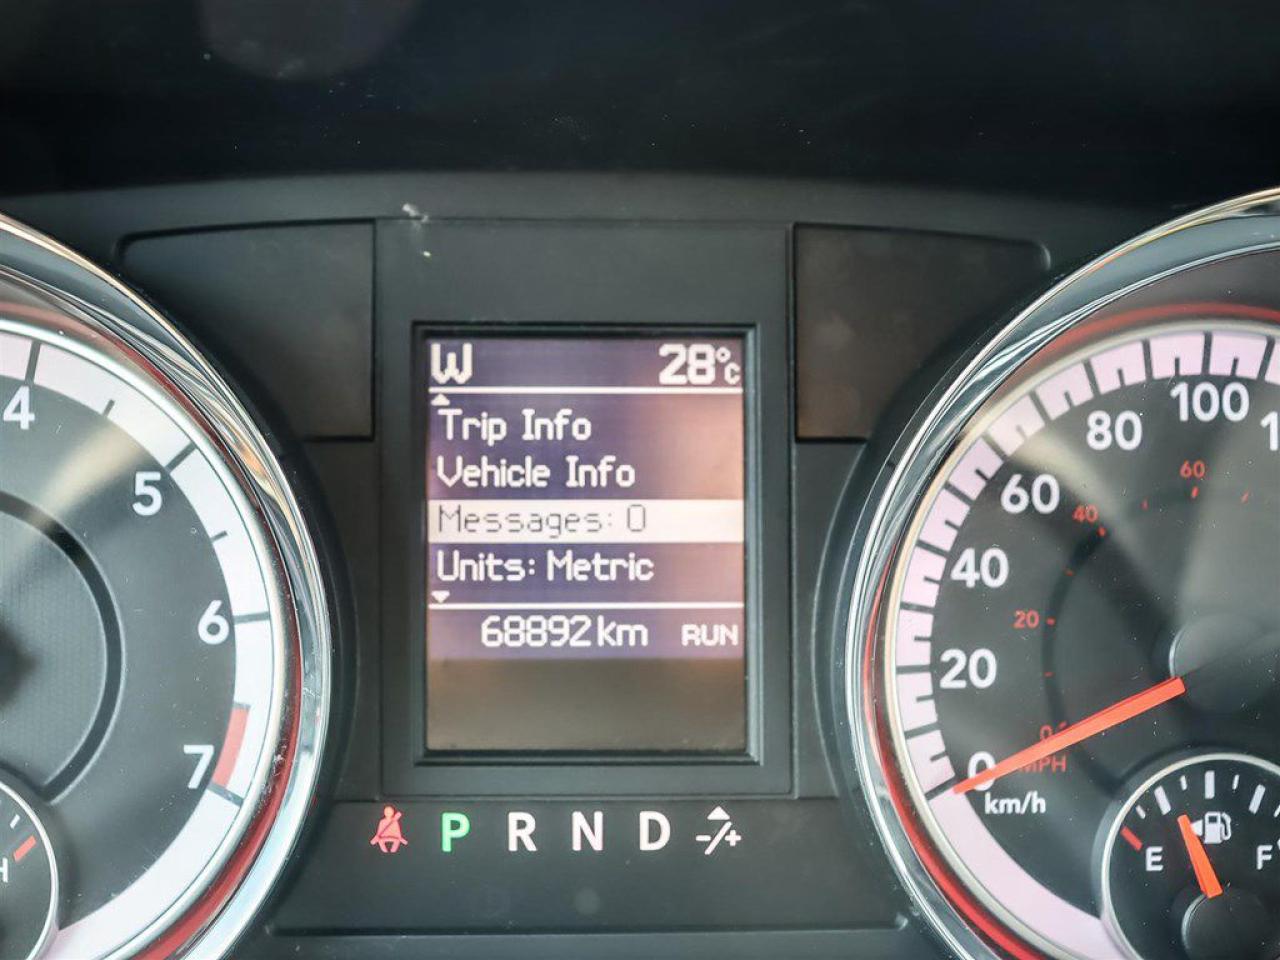 W 28°C
Trip Info
Vehicle Info
Messages: 0
Units: Metric
68892 km RUN
4
5
6
7
H
P R N D -/+
100
80
60
40
20
0
km/h
60
40
20
0
MPH
E F